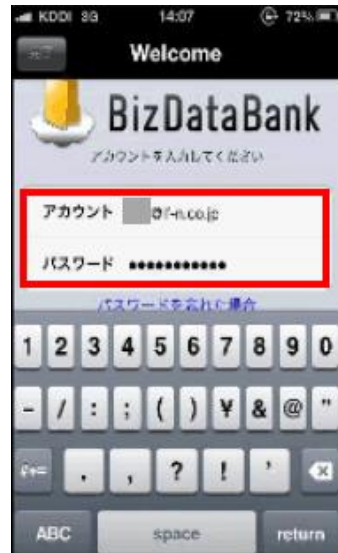 KDDI 3G 14:07 72%
完了 Welcome
BizDataBank
アカウントを入力してください
アカウント @f-n.co.jp
パスワード •••••••••••
パスワードを忘れた場合
1 2 3 4 5 6 7 8 9 0
- / : ; ( ) ¥ & @ "
#+= . , ? ! '
ABC space return